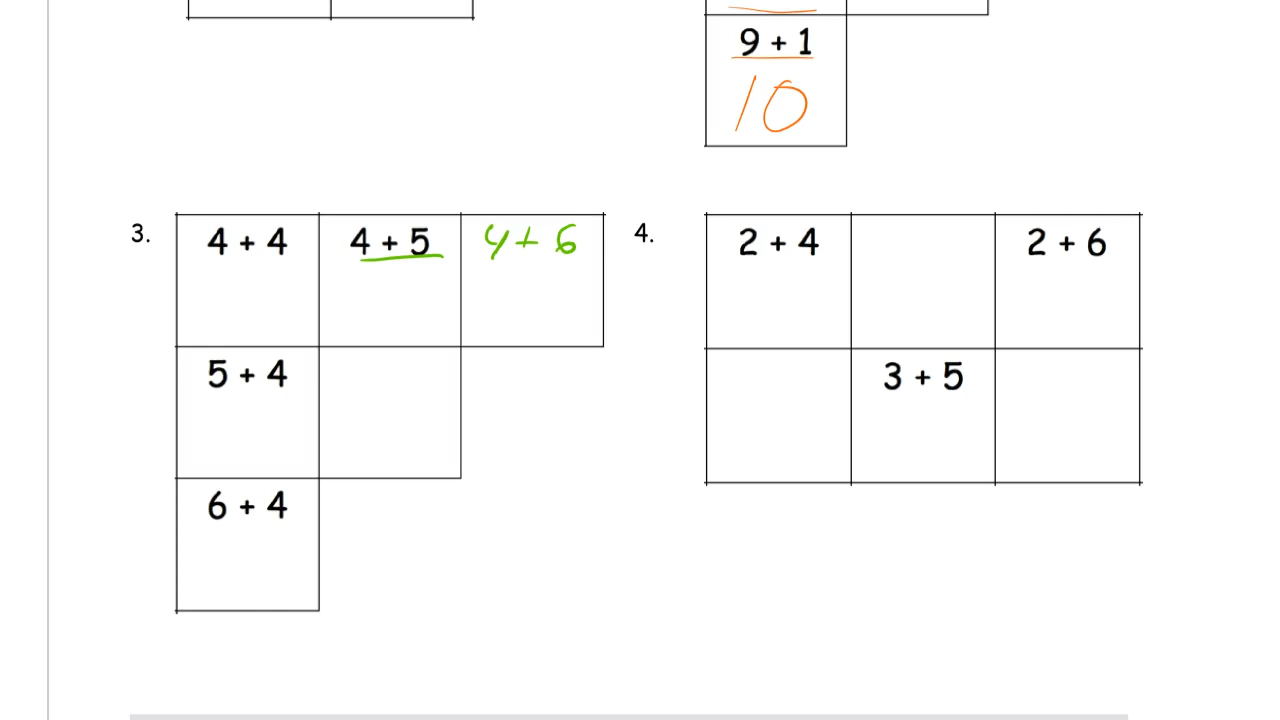 9 + 1
10
3.
4 + 4
4 + 5
4 + 6
5 + 4
6 + 4
4.
2 + 4
2 + 6
3 + 5